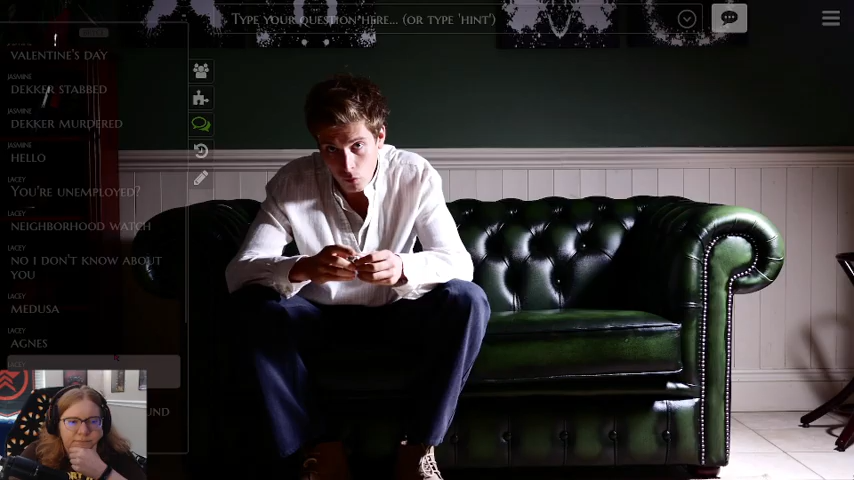 Type your question here... (or type 'hint')
VALENTINE'S DAY
JASMINE
DEKKER STABBED
JASMINE
DEKKER MURDERED
JASMINE
HELLO
LACEY
YOU'RE UNEMPLOYED?
LACEY
NEIGHBORHOOD WATCH
LACEY
NO I DON'T KNOW ABOUT
YOU
LACEY
MEDUSA
LACEY
AGNES
LACEY